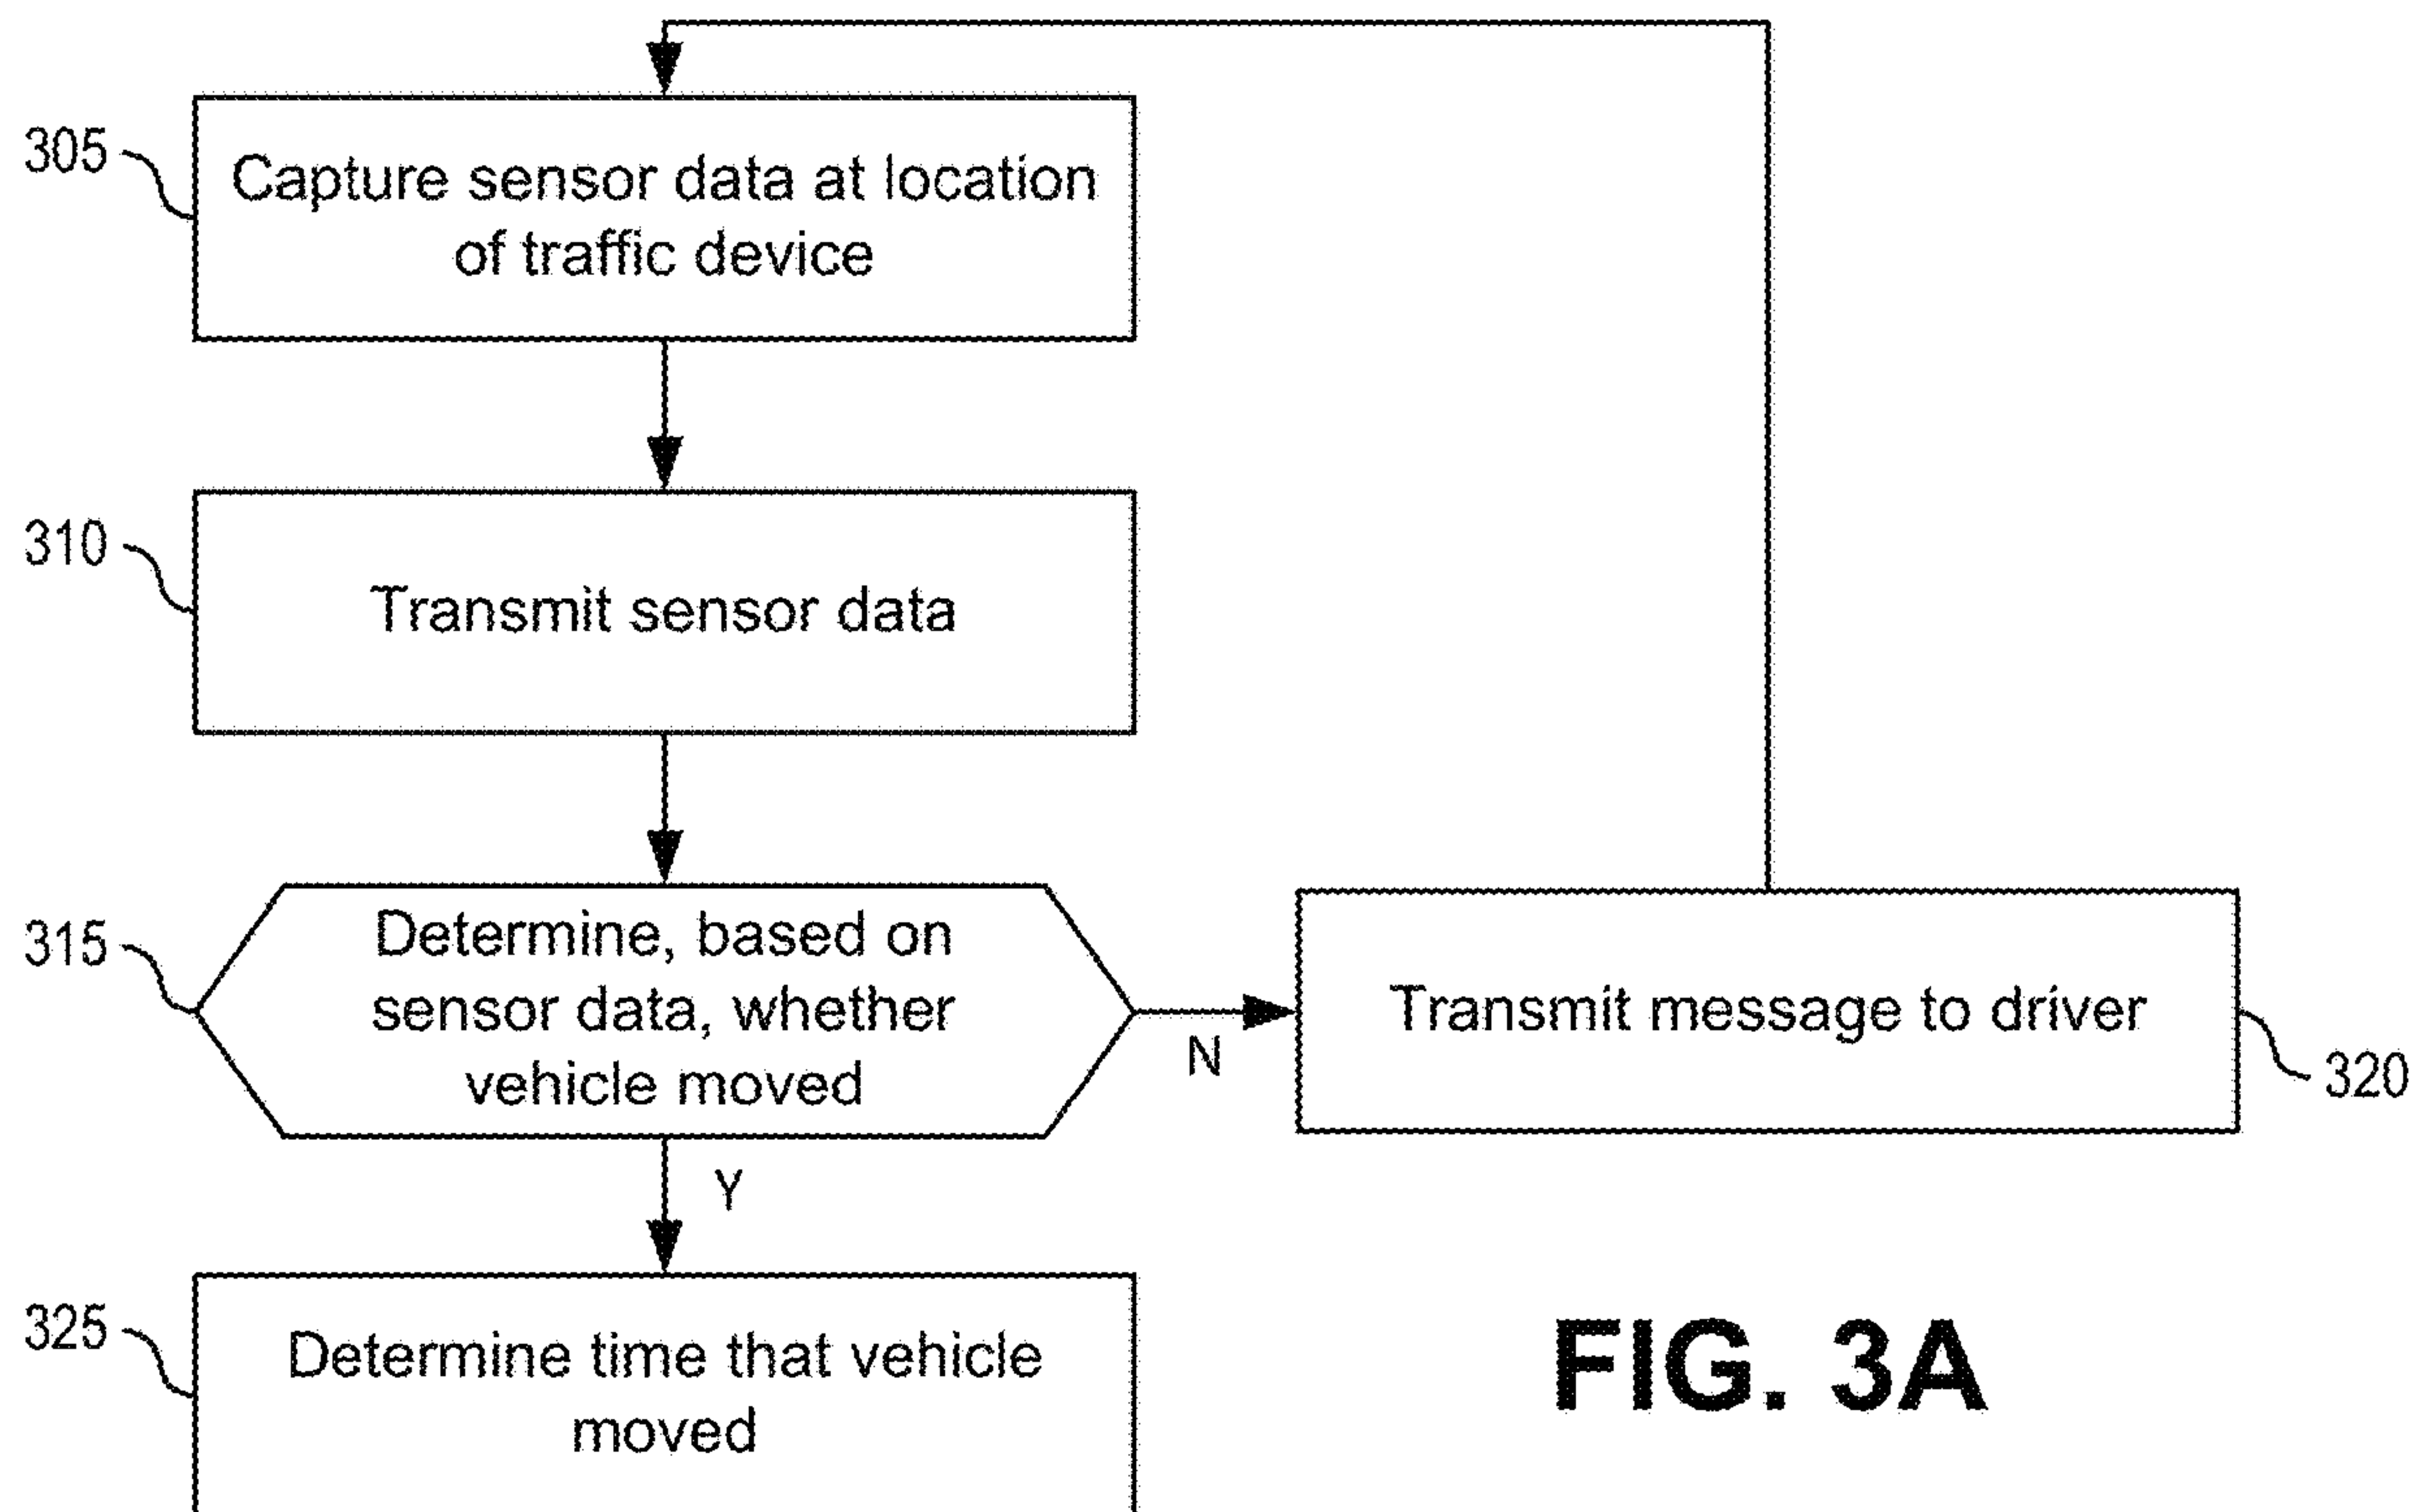 305
Capture sensor data at location
of traffic device
310
Transmit sensor data
315
Determine, based on
sensor data, whether
vehicle moved
N
Transmit message to driver
320
Y
325
Determine time that vehicle
moved
FIG. 3A